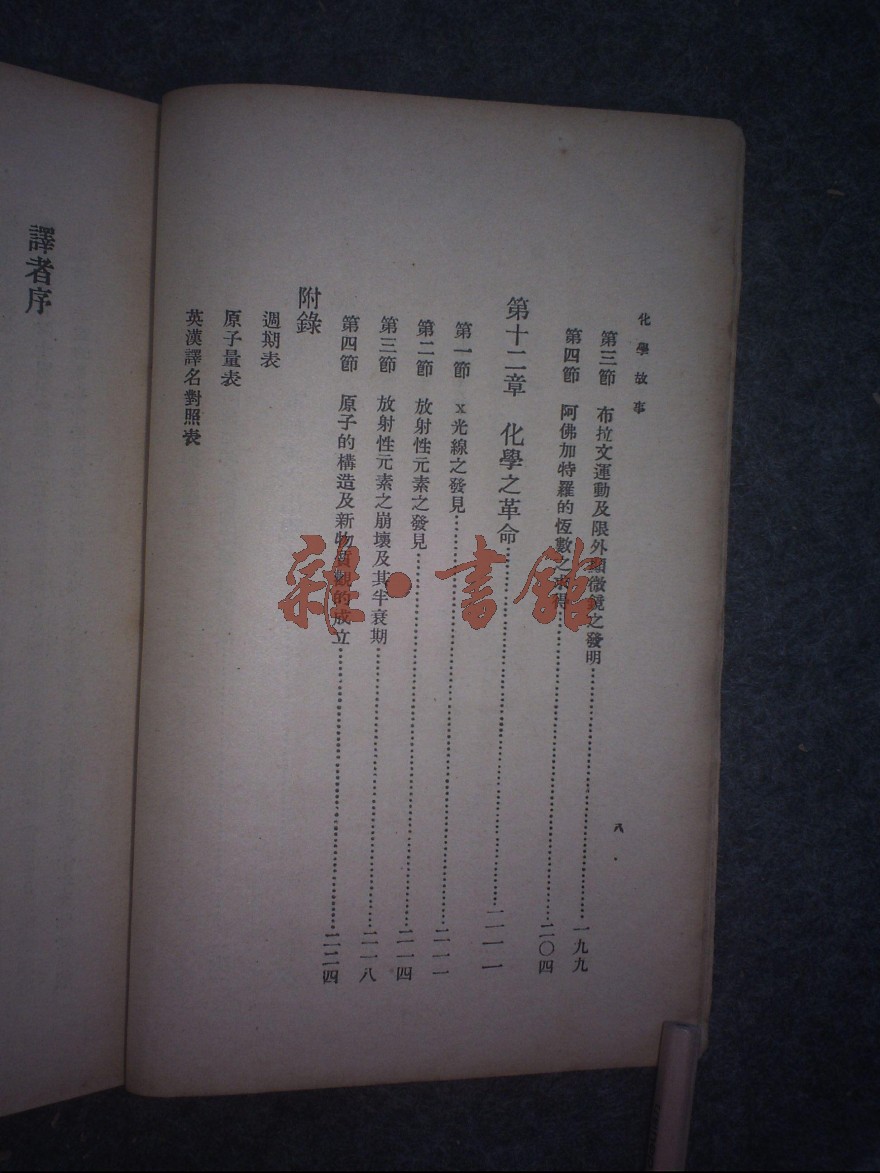 化學故事
八
第三節 布拉文運動及限外顯微鏡之發明……一九九
第四節 阿佛加特羅的恆數之求得……二〇四
第十二章 化學之革命……二一一
第一節 x光線之發見……二一一
第二節 放射性元素之發見……二一四
第三節 放射性元素之崩壞及其半衰期……二一八
第四節 原子的構造及新物質觀的成立……二二四
附錄
週期表
原子量表
英漢譯名對照表
譯者序
雜·書館